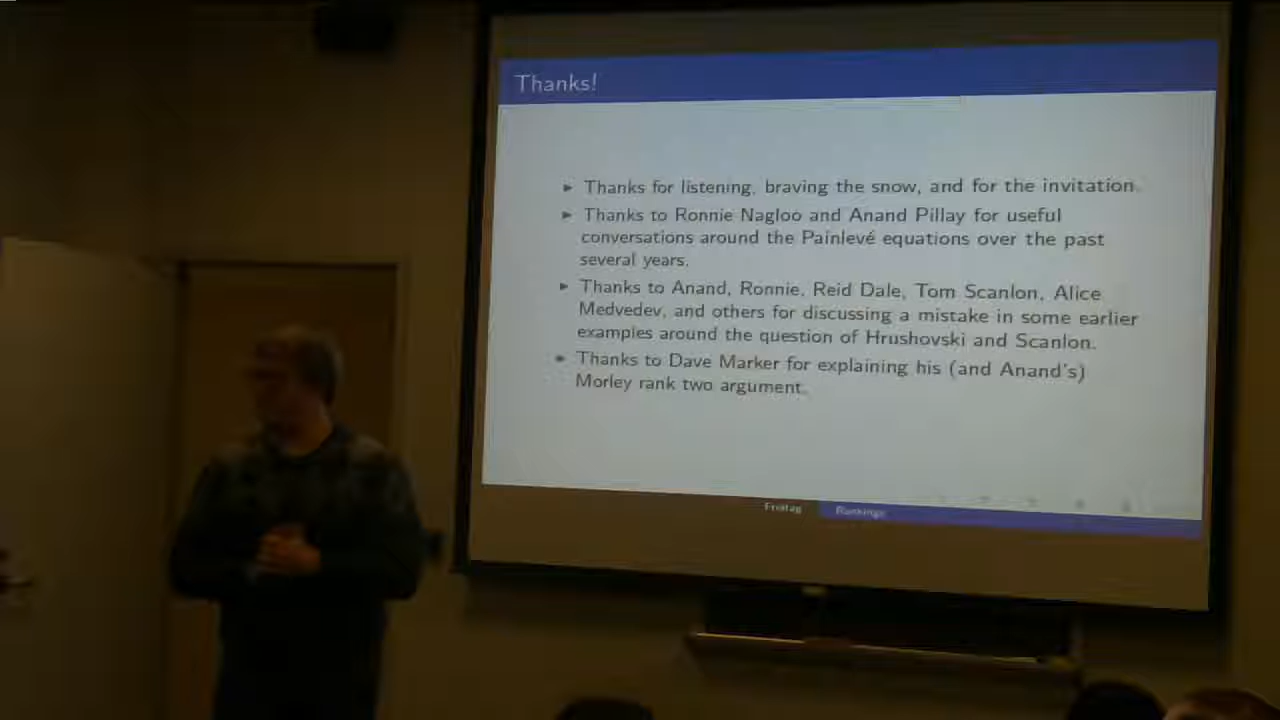 Thanks!
Thanks for listening, braving the snow, and for the invitation.
Thanks to Ronnie Nagloo and Anand Pillay for useful
conversations around the Painlevé equations over the past
several years.
Thanks to Anand, Ronnie, Reid Dale, Tom Scanlon, Alice
Medvedev, and others for discussing a mistake in some earlier
examples around the question of Hrushovski and Scanlon.
Thanks to Dave Marker for explaining his (and Anand's)
Morley rank two argument.
Freitag Rankings